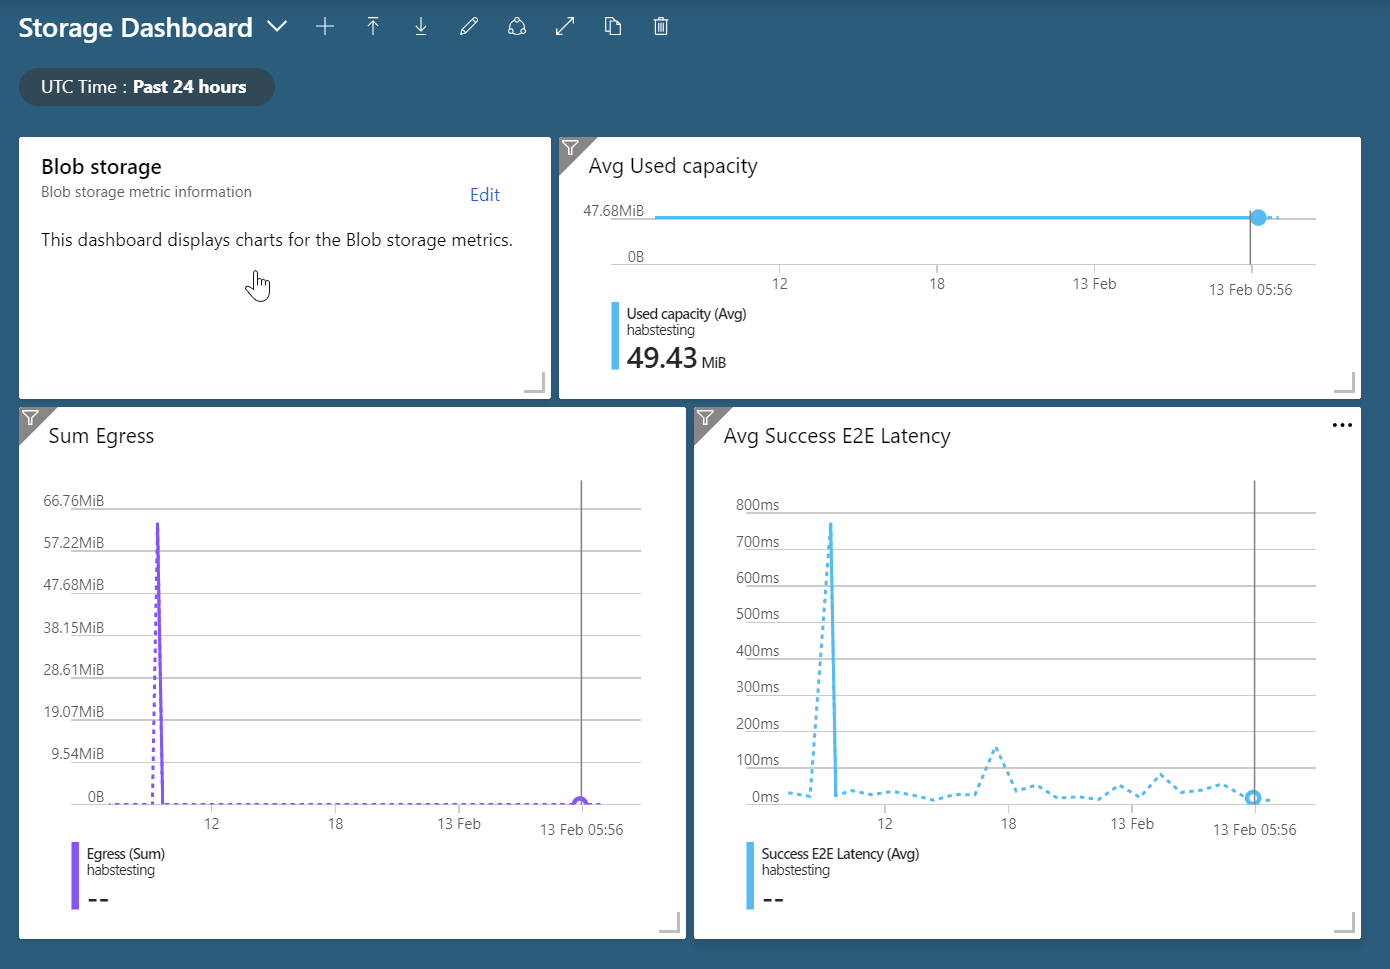 Storage Dashboard
UTC Time : Past 24 hours
Blob storage
Blob storage metric information
Edit
This dashboard displays charts for the Blob storage metrics.
Avg Used capacity
47.68MiB
0B
12 18 13 Feb 13 Feb 05:56
Used capacity (Avg)
habstesting
49.43 MiB
Sum Egress
66.76MiB
57.22MiB
47.68MiB
38.15MiB
28.61MiB
19.07MiB
9.54MiB
0B
12 18 13 Feb 13 Feb 05:56
Egress (Sum)
habstesting
--
Avg Success E2E Latency
800ms
700ms
600ms
500ms
400ms
300ms
200ms
100ms
0ms
12 18 13 Feb 13 Feb 05:56
Success E2E Latency (Avg)
habstesting
--